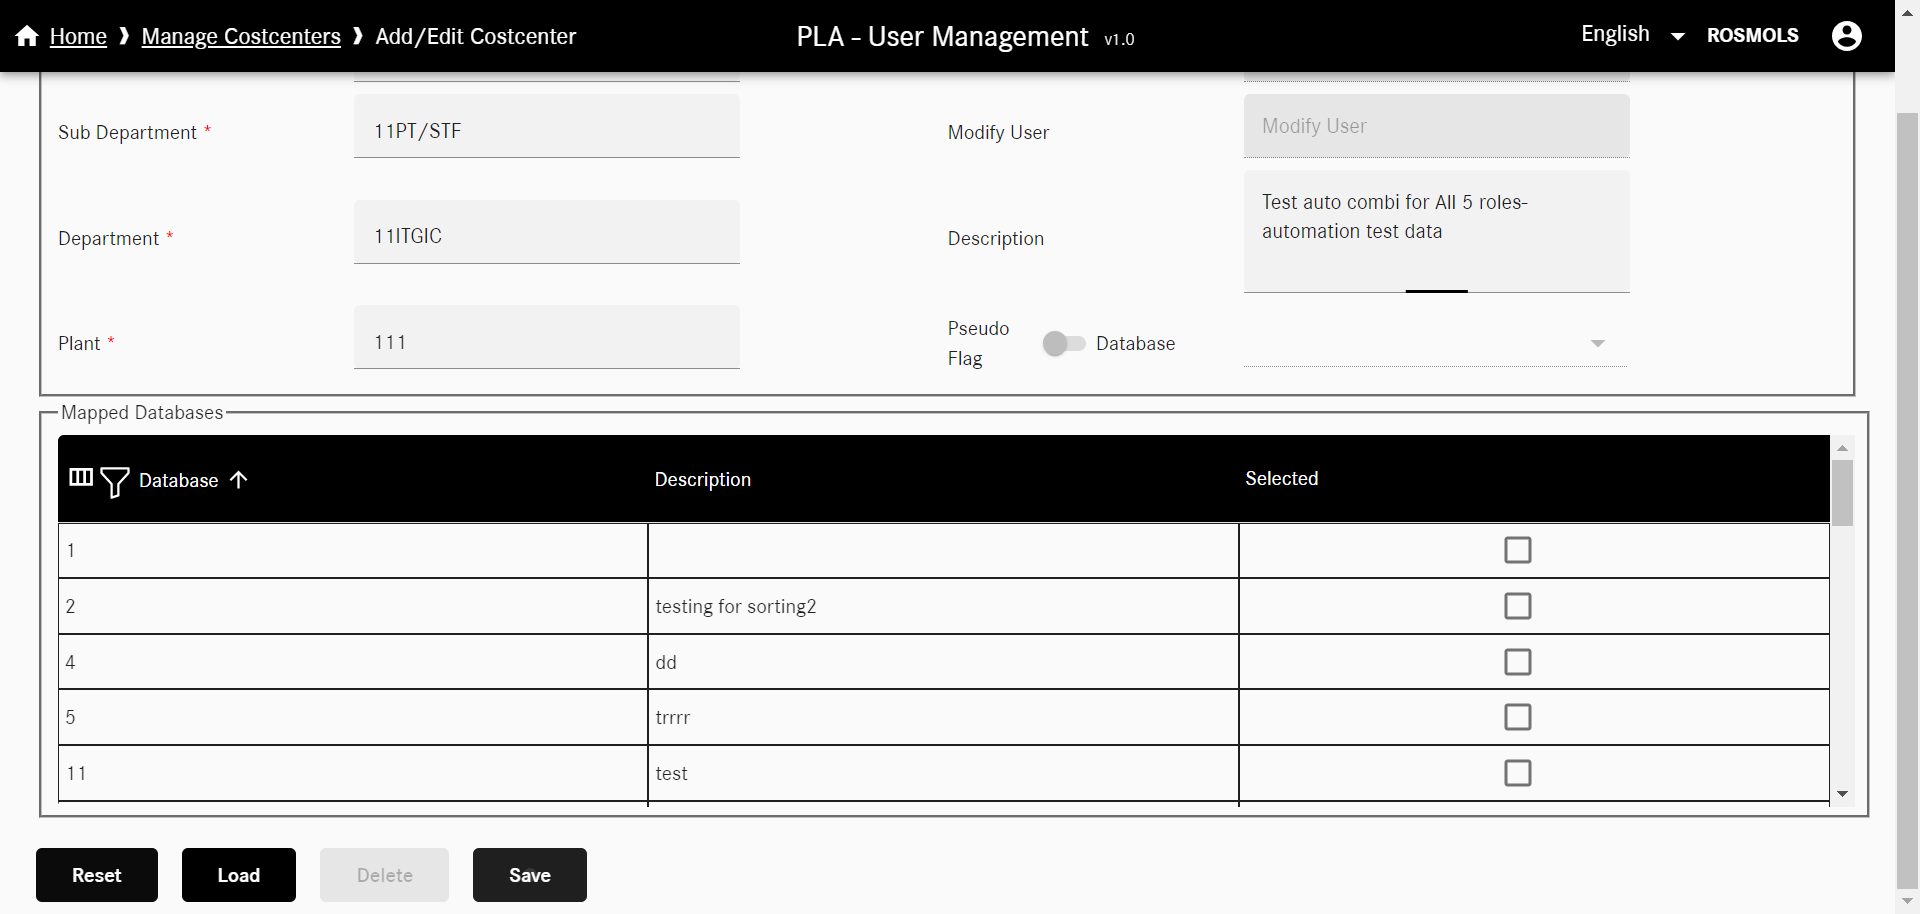 Home ❱ Manage Costcenters ❱ Add/Edit Costcenter
PLA - User Management v1.0
English
ROSMOLS
Sub Department *
11PT/STF
Modify User
Modify User
Department *
11ITGIC
Description
Test auto combi for All 5 roles-
automation test data
Plant *
111
Pseudo
Flag
Database
Mapped Databases
Database
Description
Selected
1
2
testing for sorting2
4
dd
5
trrrr
11
test
Reset
Load
Delete
Save